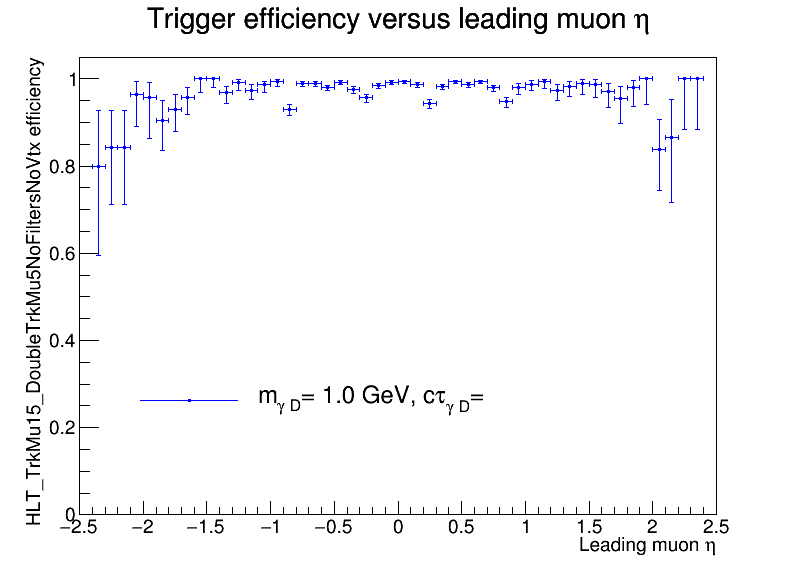 Trigger efficiency versus leading muon η
HLT_TrkMu15_DoubleTrkMu5NoFiltersNoVtx efficiency
1
0.8
0.6
0.4
0.2
0
m_γ D= 1.0 GeV, cτ_γ D=
−2.5 −2 −1.5 −1 −0.5 0 0.5 1 1.5 2 2.5
Leading muon η